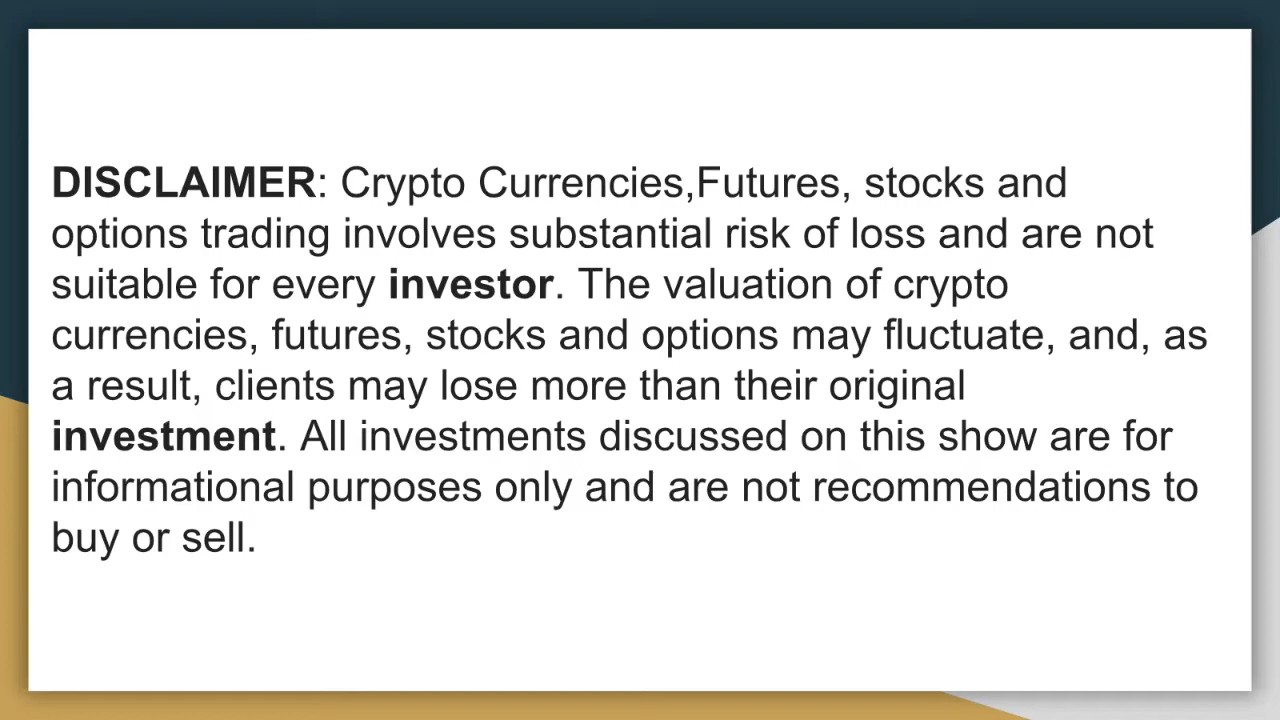 DISCLAIMER: Crypto Currencies,Futures, stocks and
options trading involves substantial risk of loss and are not
suitable for every investor. The valuation of crypto
currencies, futures, stocks and options may fluctuate, and, as
a result, clients may lose more than their original
investment. All investments discussed on this show are for
informational purposes only and are not recommendations to
buy or sell.